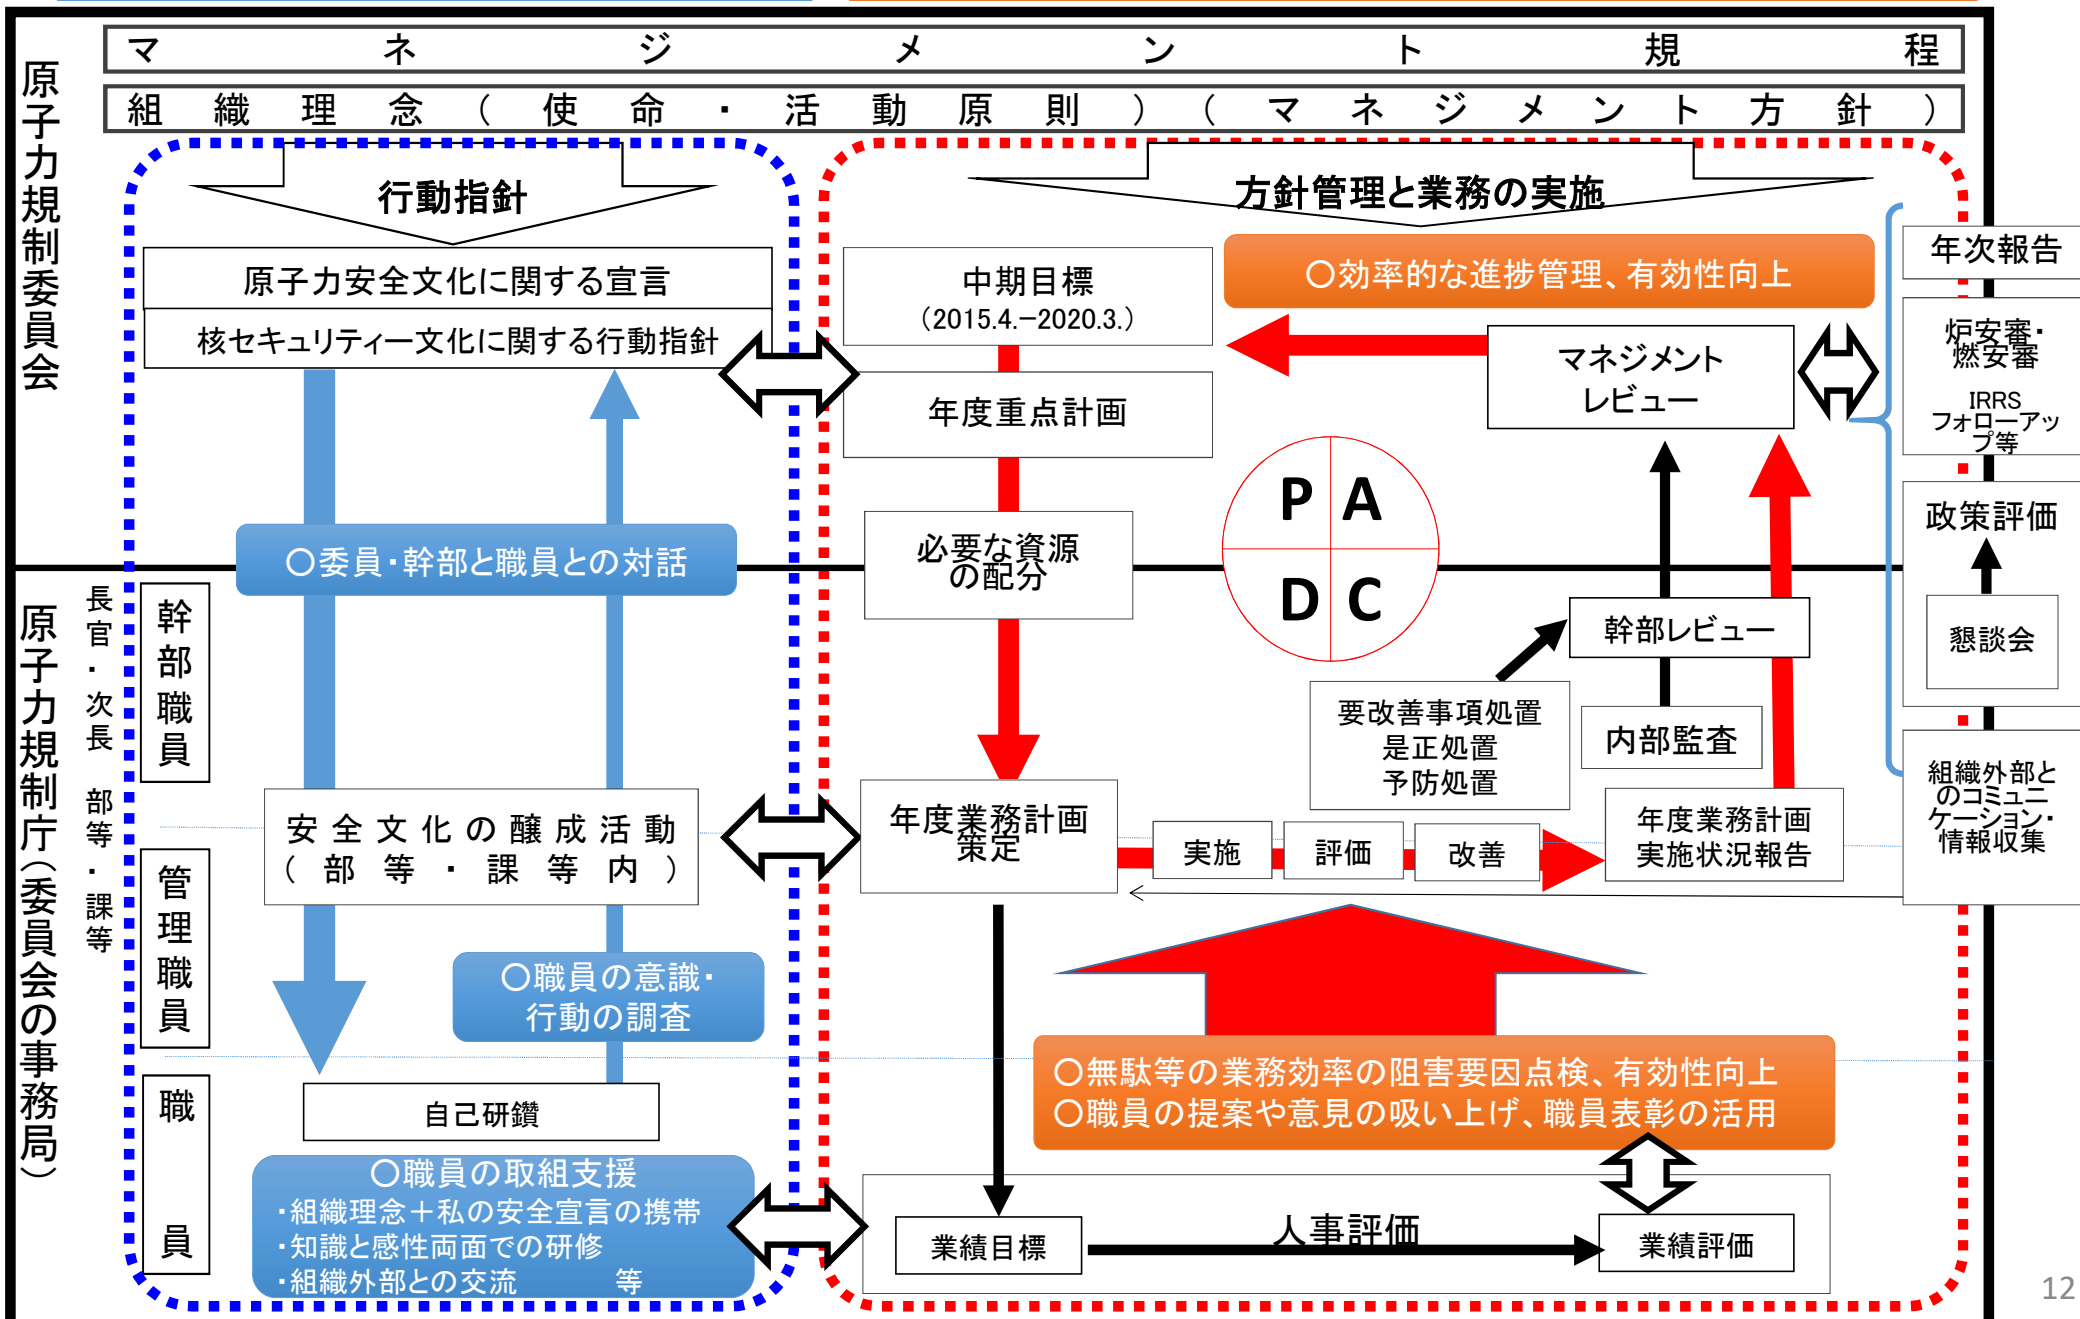 マネジメント規程
組織理念(使命・活動原則)(マネジメント方針)
原子力規制委員会
行動指針
原子力安全文化に関する宣言
核セキュリティー文化に関する行動指針
○委員・幹部と職員との対話
方針管理と業務の実施
中期目標
(2015.4.−2020.3.)
○効率的な進捗管理、有効性向上
年度重点計画
マネジメント
レビュー
必要な資源
の配分
P
A
D
C
年次報告
炉安審・
燃安審
IRRS
フォローアッ
プ等
政策評価
懇談会
組織外部と
のコミュニ
ケーション・
情報収集
原子力規制庁(委員会の事務局)
長官・次長
部等・課等
幹部職員
管理職員
職員
安全文化の醸成活動
(部等・課等内)
○職員の意識・
行動の調査
自己研鑽
○職員の取組支援
・組織理念＋私の安全宣言の携帯
・知識と感性両面での研修
・組織外部との交流　等
幹部レビュー
要改善事項処置
是正処置
予防処置
内部監査
年度業務計画
策定
実施
評価
改善
年度業務計画
実施状況報告
○無駄等の業務効率の阻害要因点検、有効性向上
○職員の提案や意見の吸い上げ、職員表彰の活用
人事評価
業績目標
業績評価
12